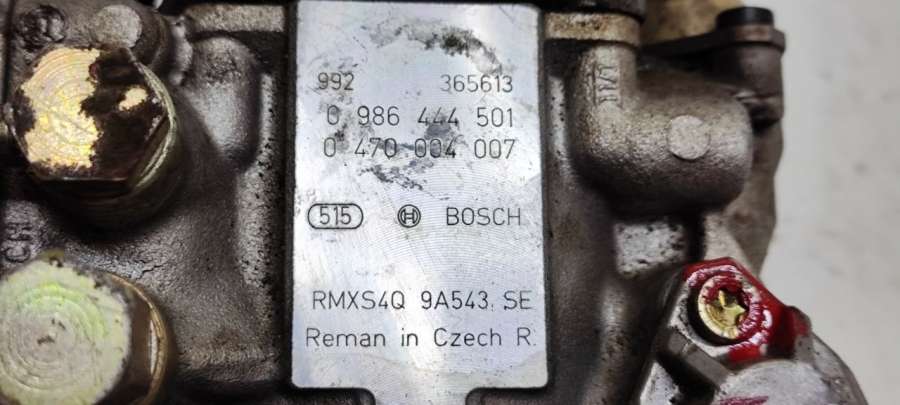 992 365613
0 986 444 501
0 470 004 007
515 BOSCH
RMXS4Q 9A543 SE
Reman in Czech R.